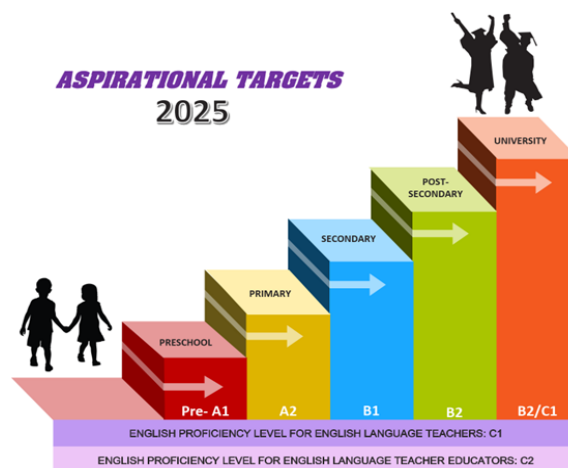 ASPIRATIONAL TARGETS
2025
UNIVERSITY
POST-
SECONDARY
SECONDARY
PRIMARY
PRESCHOOL
Pre- A1
A2
B1
B2
B2/C1
ENGLISH PROFICIENCY LEVEL FOR ENGLISH LANGUAGE TEACHERS: C1
ENGLISH PROFICIENCY LEVEL FOR ENGLISH LANGUAGE TEACHER EDUCATORS: C2